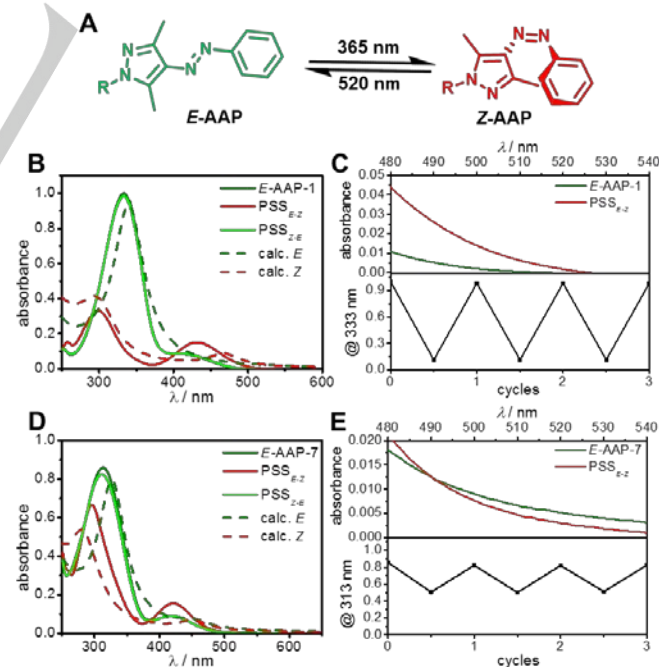 A
R
N
N
N
N
E-AAP
365 nm
520 nm
R
N
N
N
N
Z-AAP
B
1.0
0.8
0.6
0.4
0.2
0.0
absorbance
300
400
500
600
λ / nm
E-AAP-1
PSS E-Z
PSS Z-E
calc. E
calc. Z
C
λ / nm
480 490 500 510 520 530 540
0.05
0.04
0.03
0.02
0.01
0.00
absorbance
E-AAP-1
PSS E-Z
0.9
0.6
0.3
0.0
@ 333 nm
0 1 2 3
cycles
D
1.0
0.8
0.6
0.4
0.2
0.0
absorbance
300 400 500 600
λ / nm
E-AAP-7
PSS E-Z
PSS Z-E
calc. E
calc. Z
E
λ / nm
480 490 500 510 520 530 540
0.020
0.015
0.010
0.005
0.000
absorbance
E-AAP-7
PSS E-Z
1.0
0.8
0.6
0.4
0.2
0.0
@ 313 nm
0 1 2 3
cycles